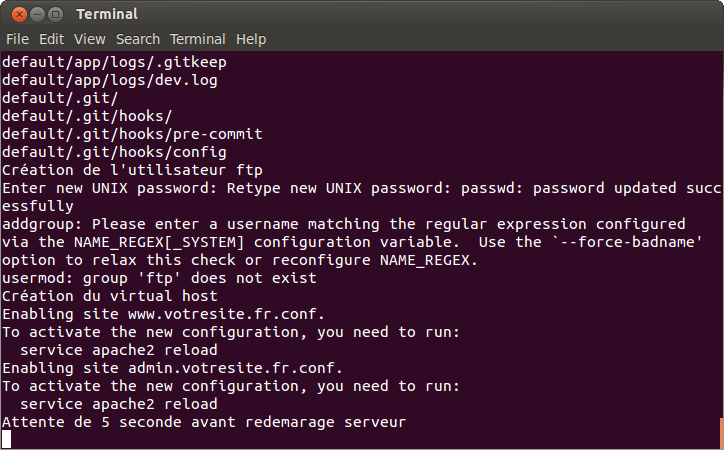 Terminal
File Edit View Search Terminal Help
default/app/logs/.gitkeep
default/app/logs/dev.log
default/.git/
default/.git/hooks/
default/.git/hooks/pre-commit
default/.git/hooks/config
Création de l'utilisateur ftp
Enter new UNIX password: Retype new UNIX password: passwd: password updated succ
essfully
addgroup: Please enter a username matching the regular expression configured
via the NAME_REGEX[_SYSTEM] configuration variable.  Use the `--force-badname'
option to relax this check or reconfigure NAME_REGEX.
usermod: group 'ftp' does not exist
Création du virtual host
Enabling site www.votresite.fr.conf.
To activate the new configuration, you need to run:
  service apache2 reload
Enabling site admin.votresite.fr.conf.
To activate the new configuration, you need to run:
  service apache2 reload
Attente de 5 seconde avant redemarage serveur